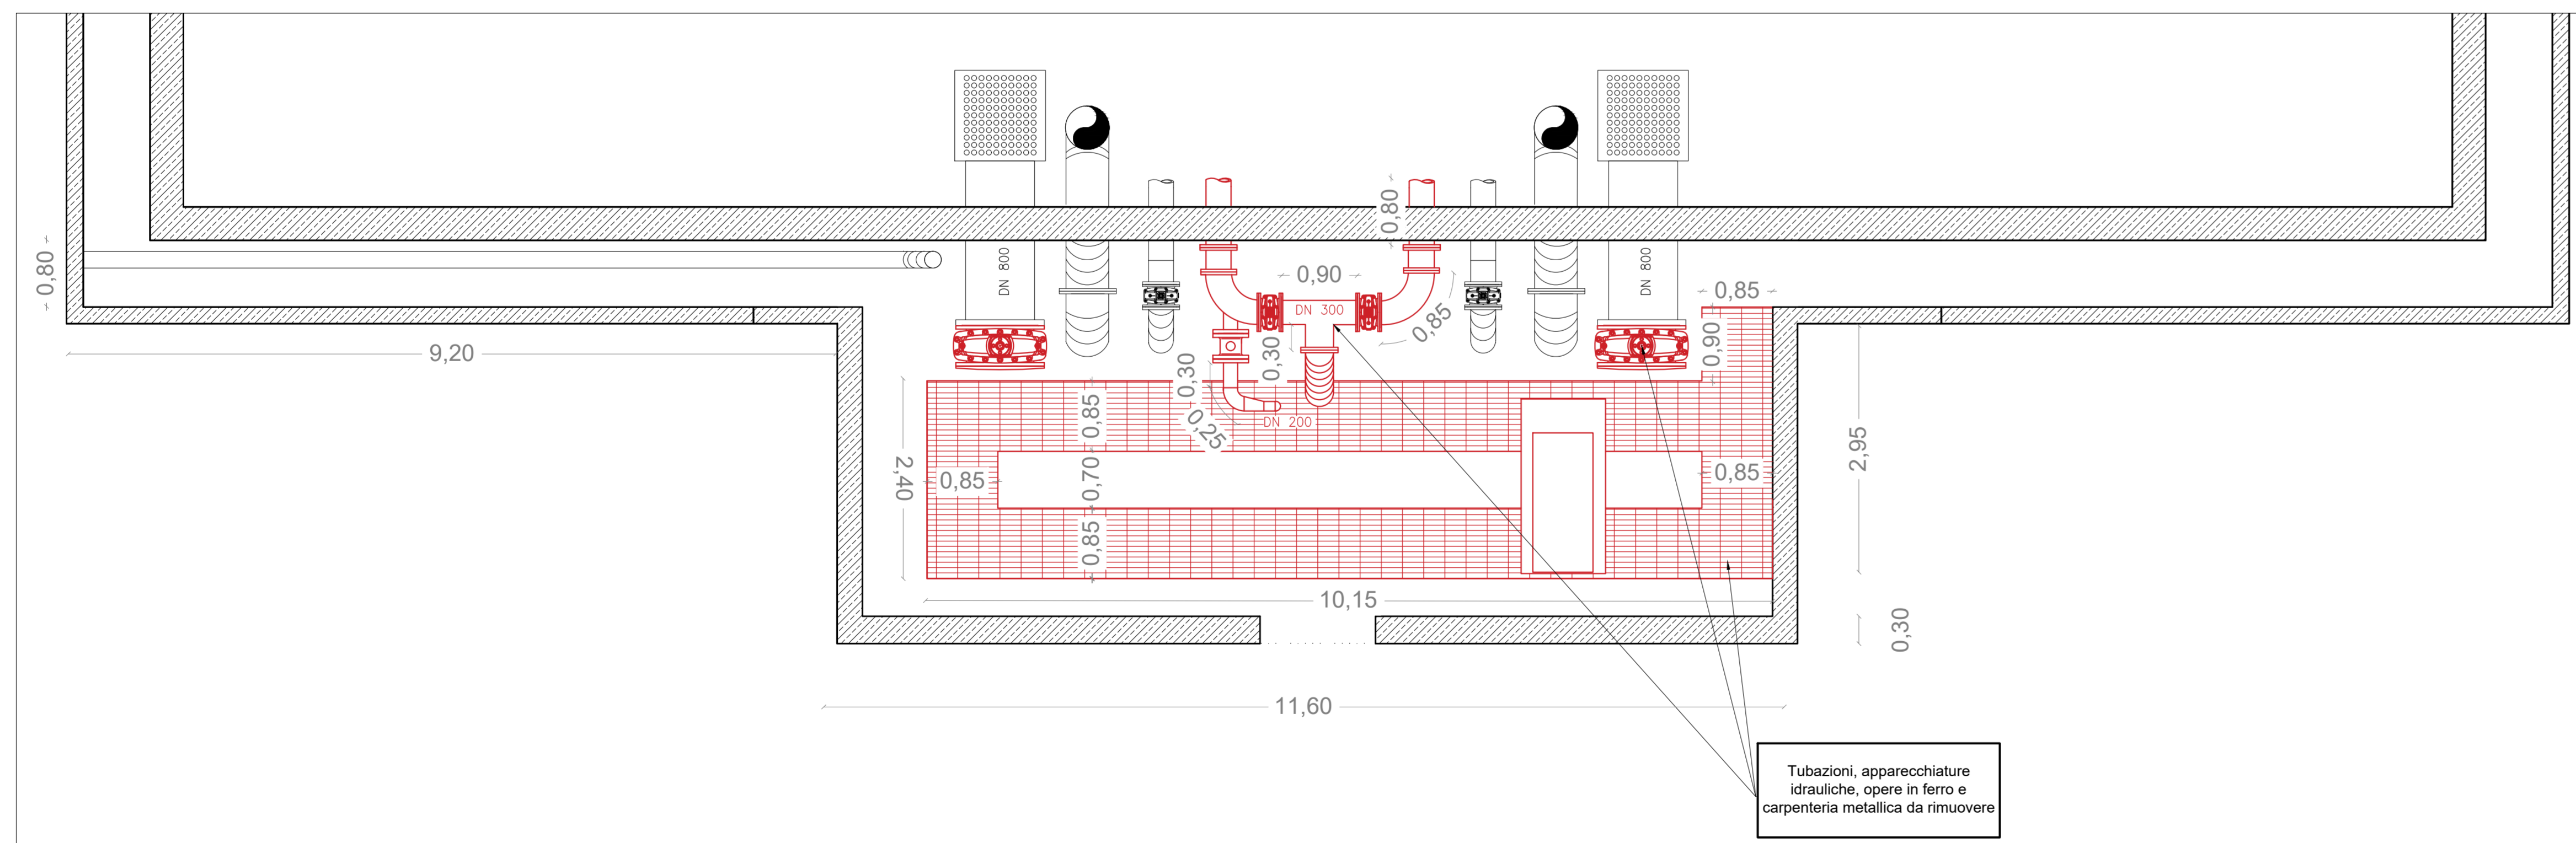 0,80
DN 800
DN 800
0,80
0,90
0,85
DN 300
0,85
0,90
9,20
0,30
0,30
0,85
0,25
DN 200
2,95
2,40
0,85
0,70
0,85
0,85
10,15
0,30
11,60
Tubazioni, apparecchiature
idrauliche, opere in ferro e
carpenteria metallica da rimuovere